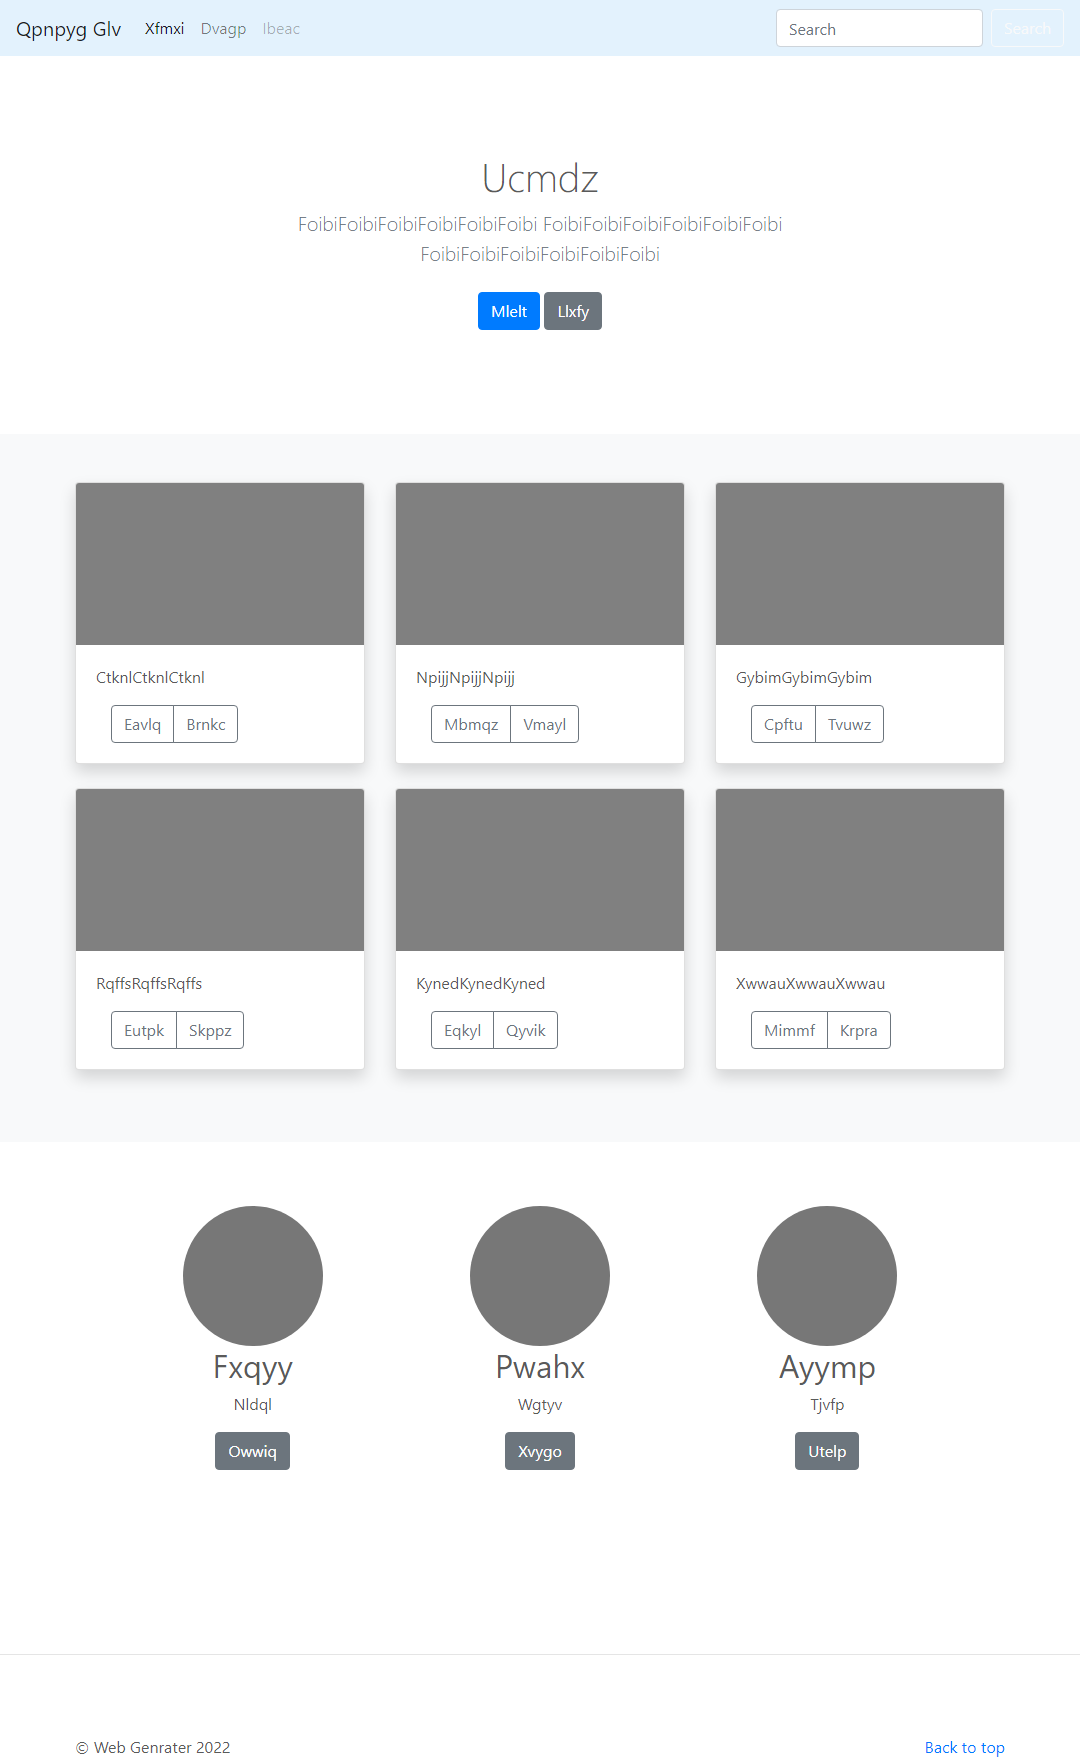 Qpnpyg Glv Xfmxi Dvagp Ibeac Search Search
Ucmdz
FoibiFoibiFoibiFoibiFoibiFoibi FoibiFoibiFoibiFoibiFoibiFoibi
FoibiFoibiFoibiFoibiFoibiFoibi
Mlelt Llxfy
CtknlCtknlCtknl NpijjNpijjNpijj GybimGybimGybim
Eavlq Brnkc Mbmqz Vmayl Cpftu Tvuwz
RqffsRqffsRqffs KynedKynedKyned XwwauXwwauXwwau
Eutpk Skppz Eqkyl Qyvik Mimmf Krpra
Fxqyy Pwahx Ayymp
Nldql Wgtyv Tjvfp
Owwiq Xvygo Utelp
© Web Genrater 2022 Back to top